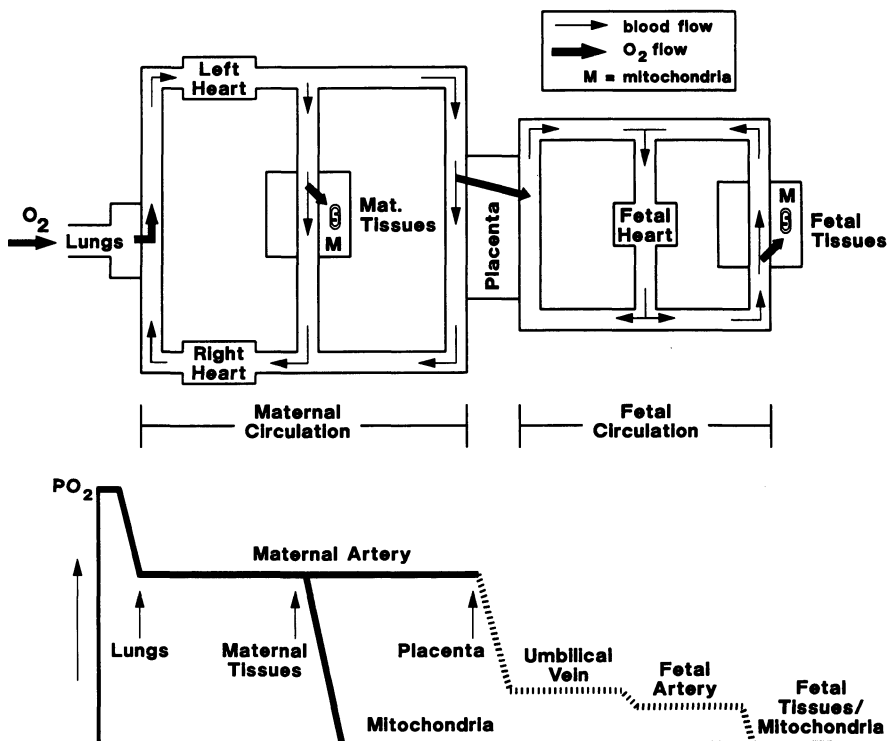 blood flow
O₂ flow
M = mitochondria
Left
Heart
O₂
Lungs
Mat.
Tissues
M
Placenta
Fetal
Heart
M
Fetal
Tissues
Right
Heart
Maternal
Circulation
Fetal
Circulation
PO₂
Maternal Artery
Lungs
Maternal
Tissues
Placenta
Umbilical
Vein
Fetal
Artery
Fetal
Tissues/
Mitochondria
Mitochondria